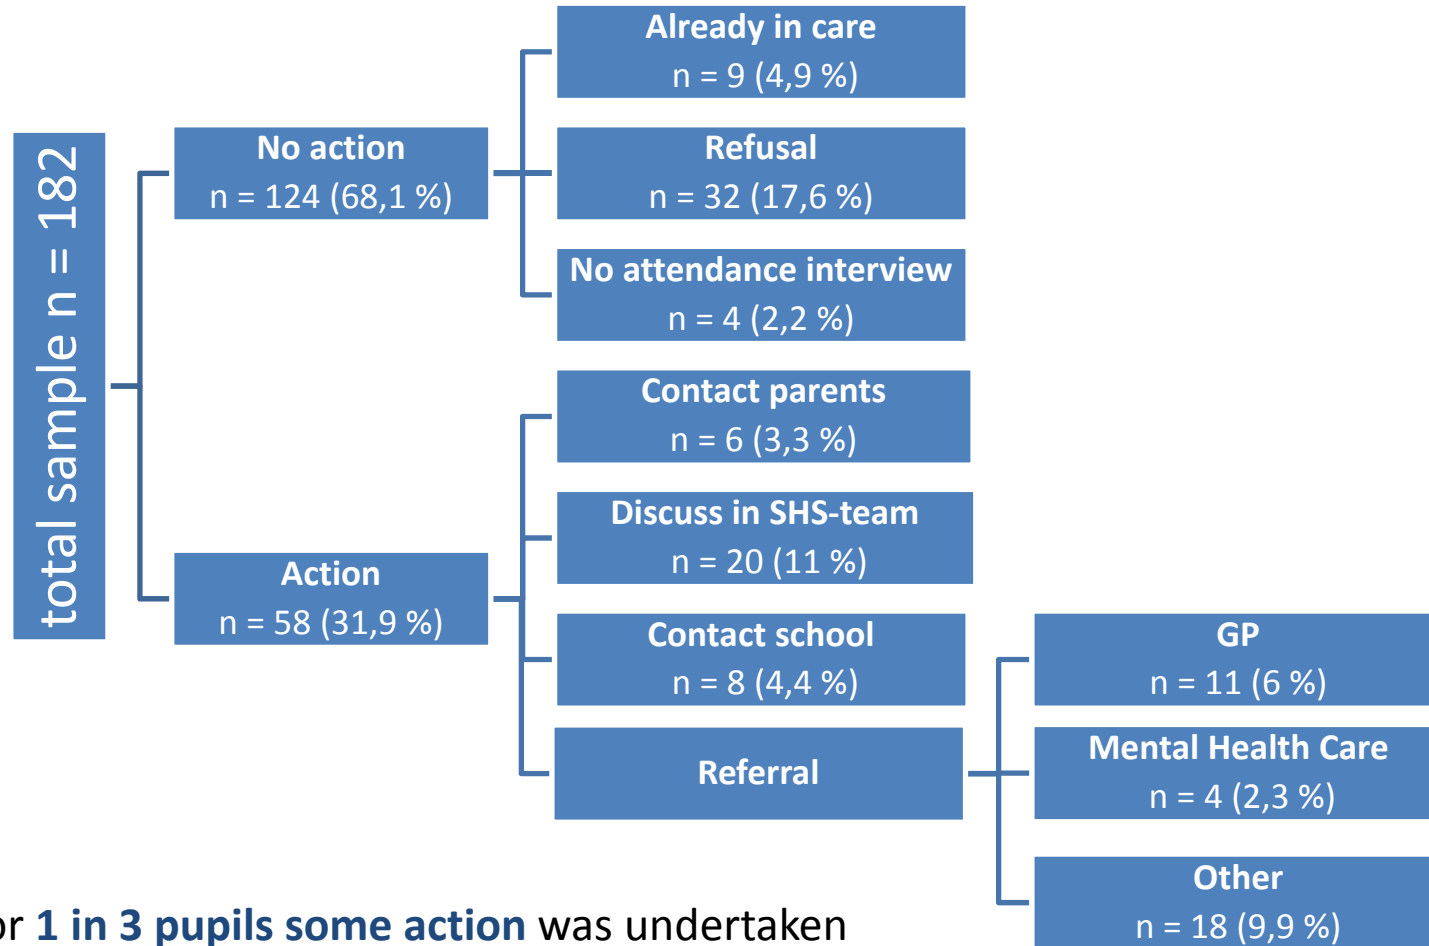 total sample n = 182
No action
n = 124 (68,1 %)
Already in care
n = 9 (4,9 %)
Refusal
n = 32 (17,6 %)
No attendance interview
n = 4 (2,2 %)
Action
n = 58 (31,9 %)
Contact parents
n = 6 (3,3 %)
Discuss in SHS-team
n = 20 (11 %)
Contact school
n = 8 (4,4 %)
Referral
GP
n = 11 (6 %)
Mental Health Care
n = 4 (2,3 %)
Other
n = 18 (9,9 %)
or 1 in 3 pupils some action was undertaken